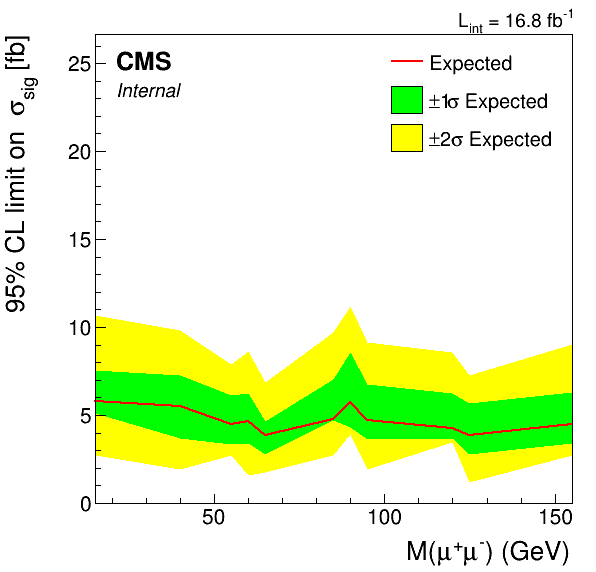 L_int = 16.8 fb⁻¹
CMS
Internal
Expected
±1σ Expected
±2σ Expected
95% CL limit on σ_sig [fb]
25
20
15
10
5
0
50 100 150
M(μ⁺μ⁻) (GeV)